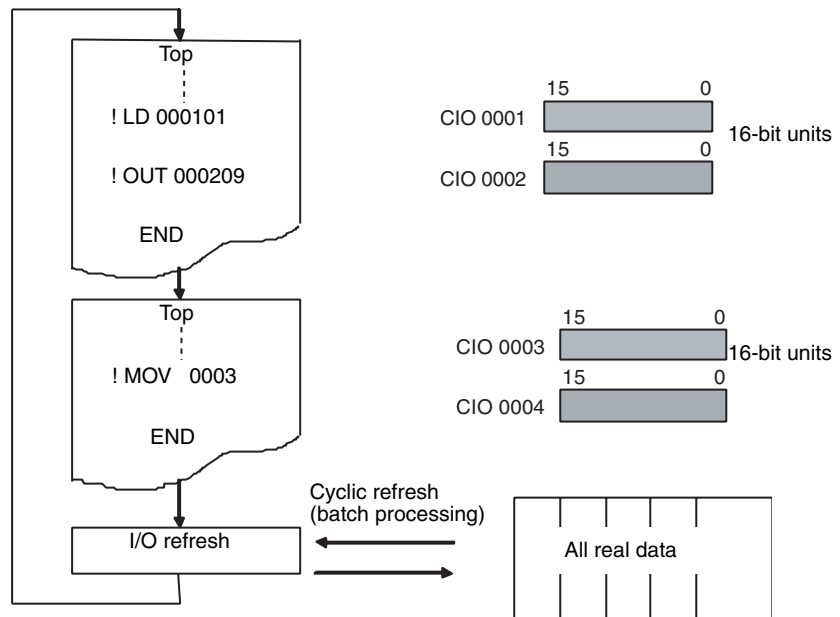 Top
! LD 000101
! OUT 000209
END
15 0
CIO 0001
16-bit units
15 0
CIO 0002
Top
! MOV 0003
END
15 0
CIO 0003
16-bit units
15 0
CIO 0004
Cyclic refresh
(batch processing)
I/O refresh
All real data